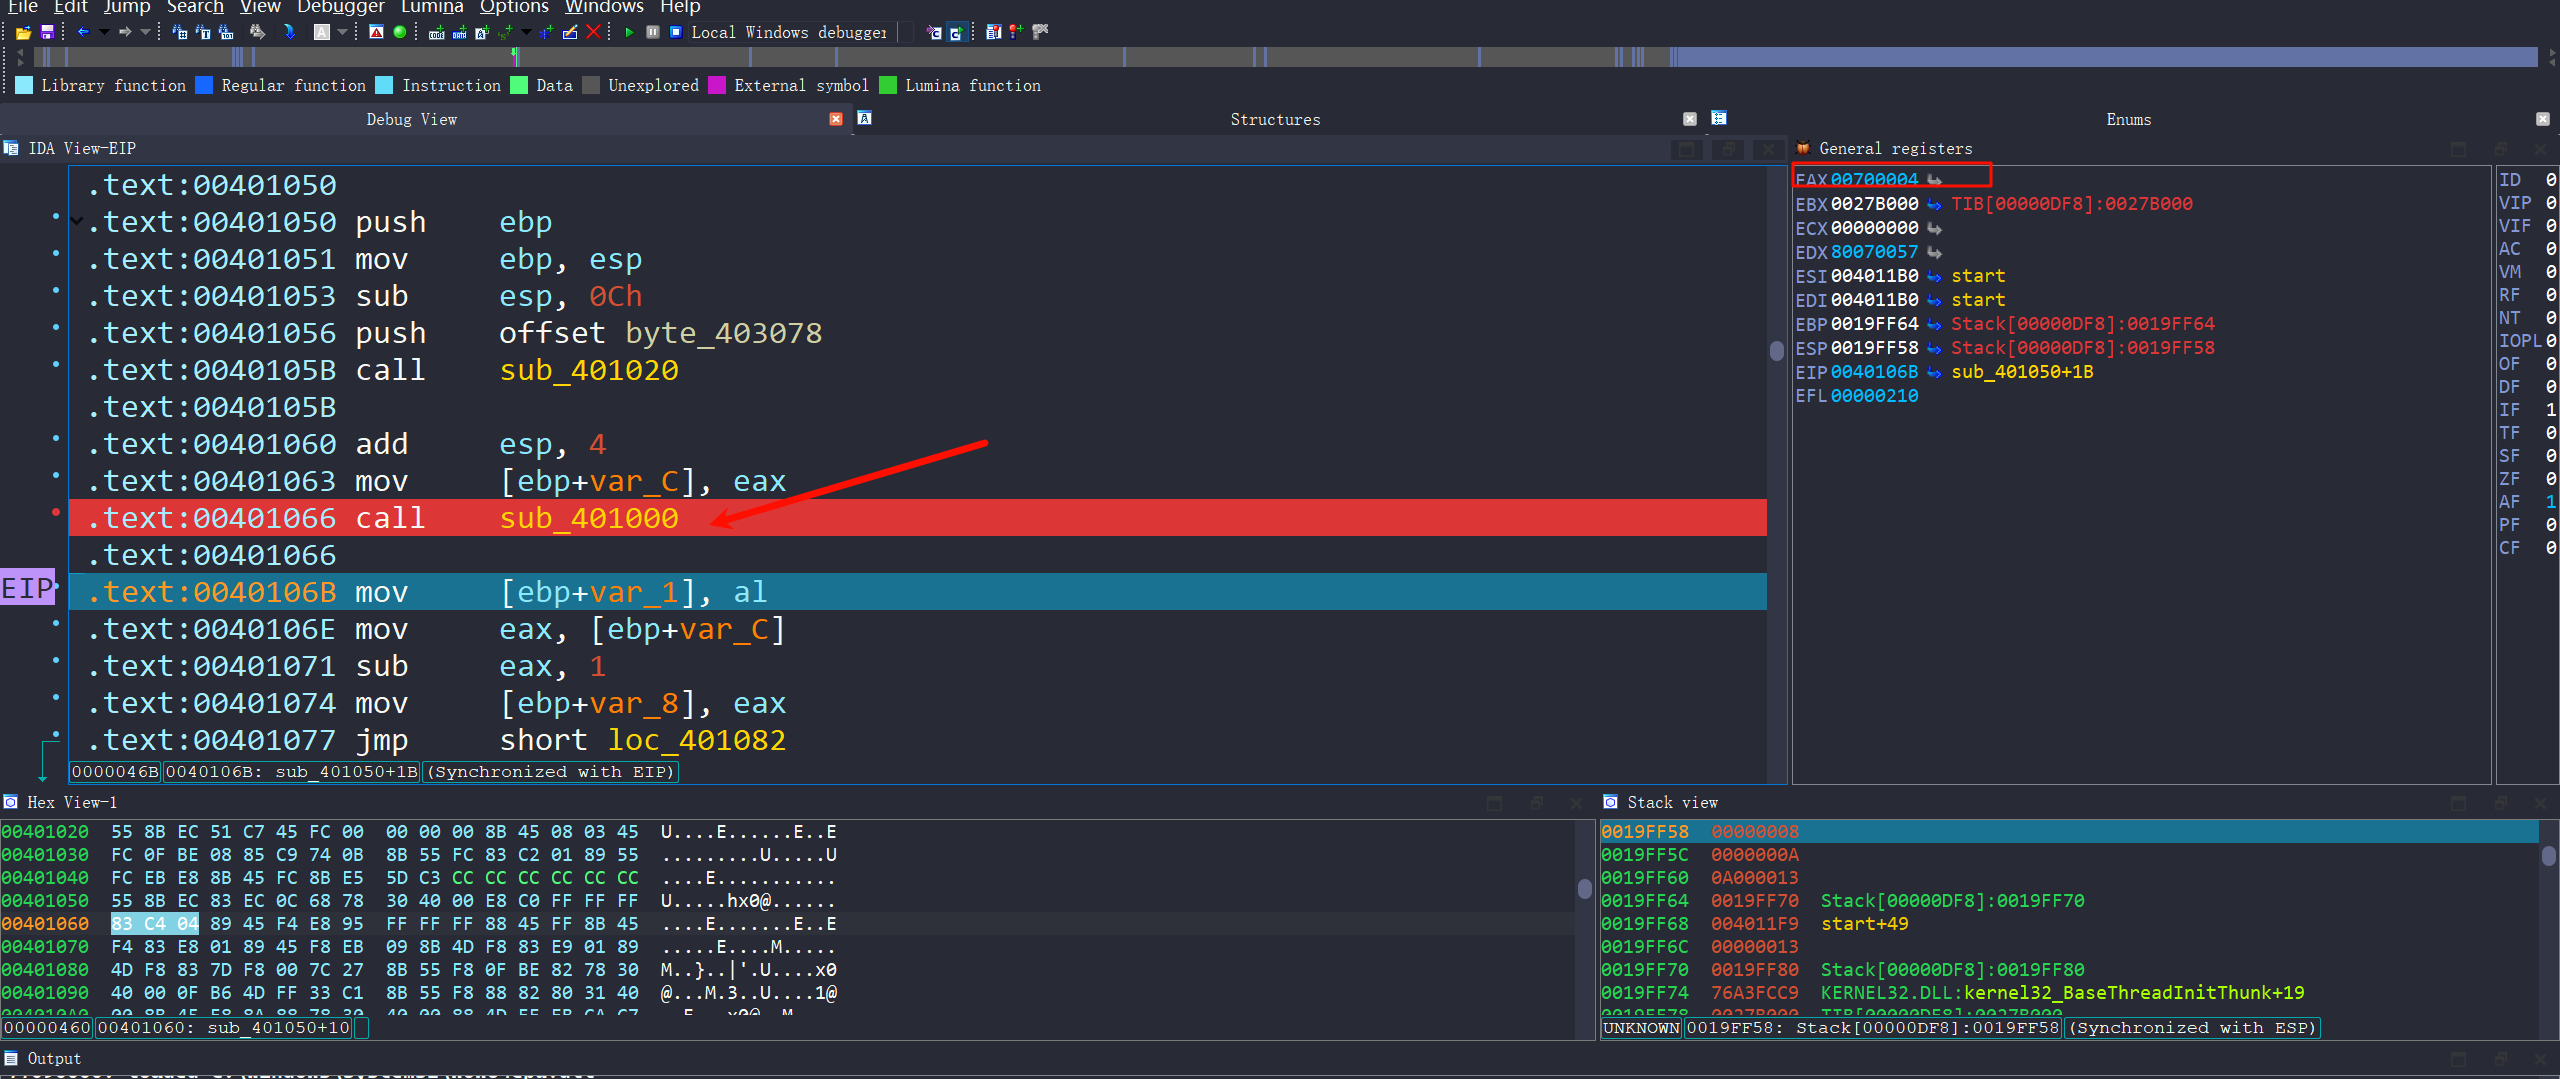 File Edit Jump Search View Debugger Lumina Options Windows Help
Local Windows debugger
Library function Regular function Instruction Data Unexplored External symbol Lumina function
Debug View Structures Enums
IDA View-EIP
.text:00401050
.text:00401050 push ebp
.text:00401051 mov ebp, esp
.text:00401053 sub esp, 0Ch
.text:00401056 push offset byte_403078
.text:0040105B call sub_401020
.text:0040105B
.text:00401060 add esp, 4
.text:00401063 mov [ebp+var_C], eax
.text:00401066 call sub_401000
.text:00401066
EIP .text:0040106B mov [ebp+var_1], al
.text:0040106E mov eax, [ebp+var_C]
.text:00401071 sub eax, 1
.text:00401074 mov [ebp+var_8], eax
.text:00401077 jmp short loc_401082
0000046B 0040106B: sub_401050+1B (Synchronized with EIP)
General registers
EAX 00700004
EBX 0027B000 TIB[00000DF8]:0027B000
ECX 00000000
EDX 80070057
ESI 004011B0 start
EDI 004011B0 start
EBP 0019FF64 Stack[00000DF8]:0019FF64
ESP 0019FF58 Stack[00000DF8]:0019FF58
EIP 0040106B sub_401050+1B
EFL 00000210
ID 0
VIP 0
VIF 0
AC 0
VM 0
RF 0
NT 0
IOPL 0
OF 0
DF 0
IF 1
TF 0
SF 0
ZF 0
AF 1
PF 0
CF 0
Hex View-1
00401020 55 8B EC 51 C7 45 FC 00 00 00 00 8B 45 08 03 45 U....E......E..E
00401030 FC 0F BE 08 85 C9 74 0B 8B 55 FC 83 C2 01 89 55 .........U.....U
00401040 FC EB E8 8B 45 FC 8B E5 5D C3 CC CC CC CC CC CC ....E...........
00401050 55 8B EC 83 EC 0C 68 78 30 40 00 E8 C0 FF FF FF U.....hx0@......
00401060 83 C4 04 89 45 F4 E8 95 FF FF FF 88 45 FF 8B 45 ....E.......E..E
00401070 F4 83 E8 01 89 45 F8 EB 09 8B 4D F8 83 E9 01 89 .....E....M.....
00401080 4D F8 83 7D F8 00 7C 27 8B 55 F8 0F BE 82 78 30 M..}..|'.U....x0
00401090 40 00 0F B6 4D FF 33 C1 8B 55 F8 88 82 80 31 40 @...M.3..U....1@
00000460 00401060: sub_401050+10
Stack view
0019FF58 00000008
0019FF5C 0000000A
0019FF60 0A000013
0019FF64 0019FF70 Stack[00000DF8]:0019FF70
0019FF68 004011F9 start+49
0019FF6C 00000013
0019FF70 0019FF80 Stack[00000DF8]:0019FF80
0019FF74 76A3FCC9 KERNEL32.DLL:kernel32_BaseThreadInitThunk+19
0019FF78 0027B000 TIB[00000DF8]:0027B000
UNKNOWN 0019FF58: Stack[00000DF8]:0019FF58 (Synchronized with ESP)
Output